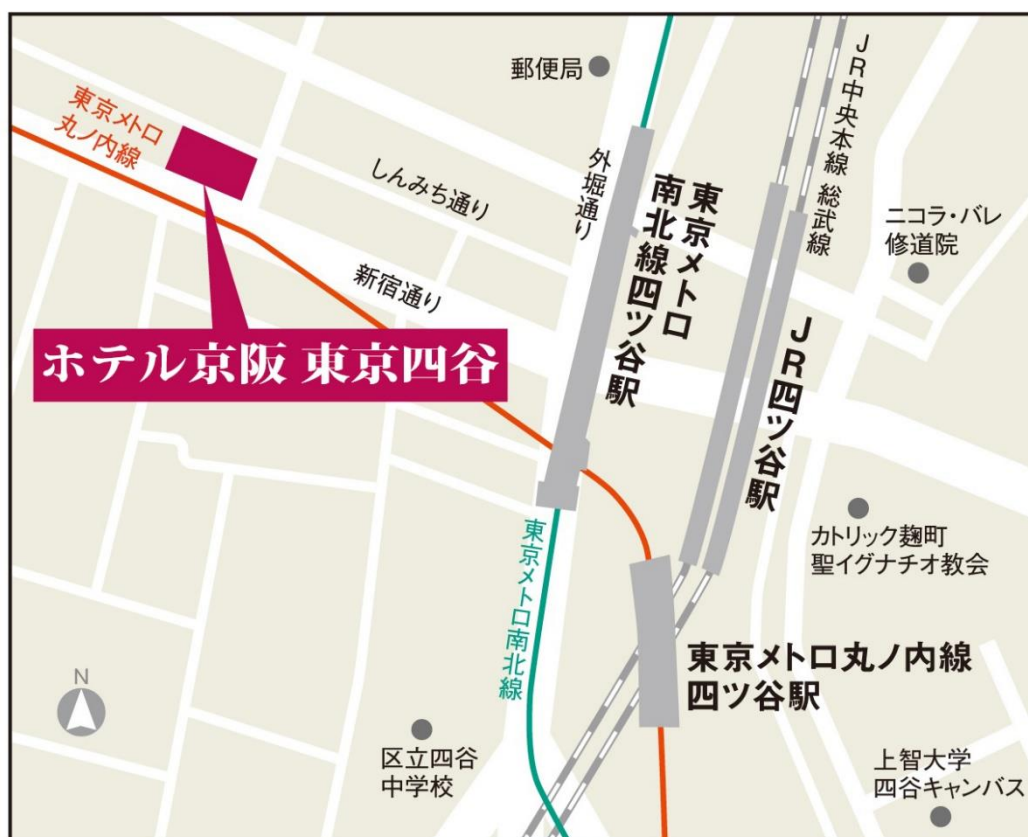 郵便局
JR中央本線 総武線
東京メトロ
丸ノ内線
しんみち通り
外堀通り
東京メトロ
南北線四ツ谷駅
ニコラ・バレ
修道院
新宿通り
ホテル京阪 東京四谷
JR四ツ谷駅
カトリック麹町
聖イグナチオ教会
東京メトロ南北線
東京メトロ丸ノ内線
四ツ谷駅
N
区立四谷
中学校
上智大学
四谷キャンパス